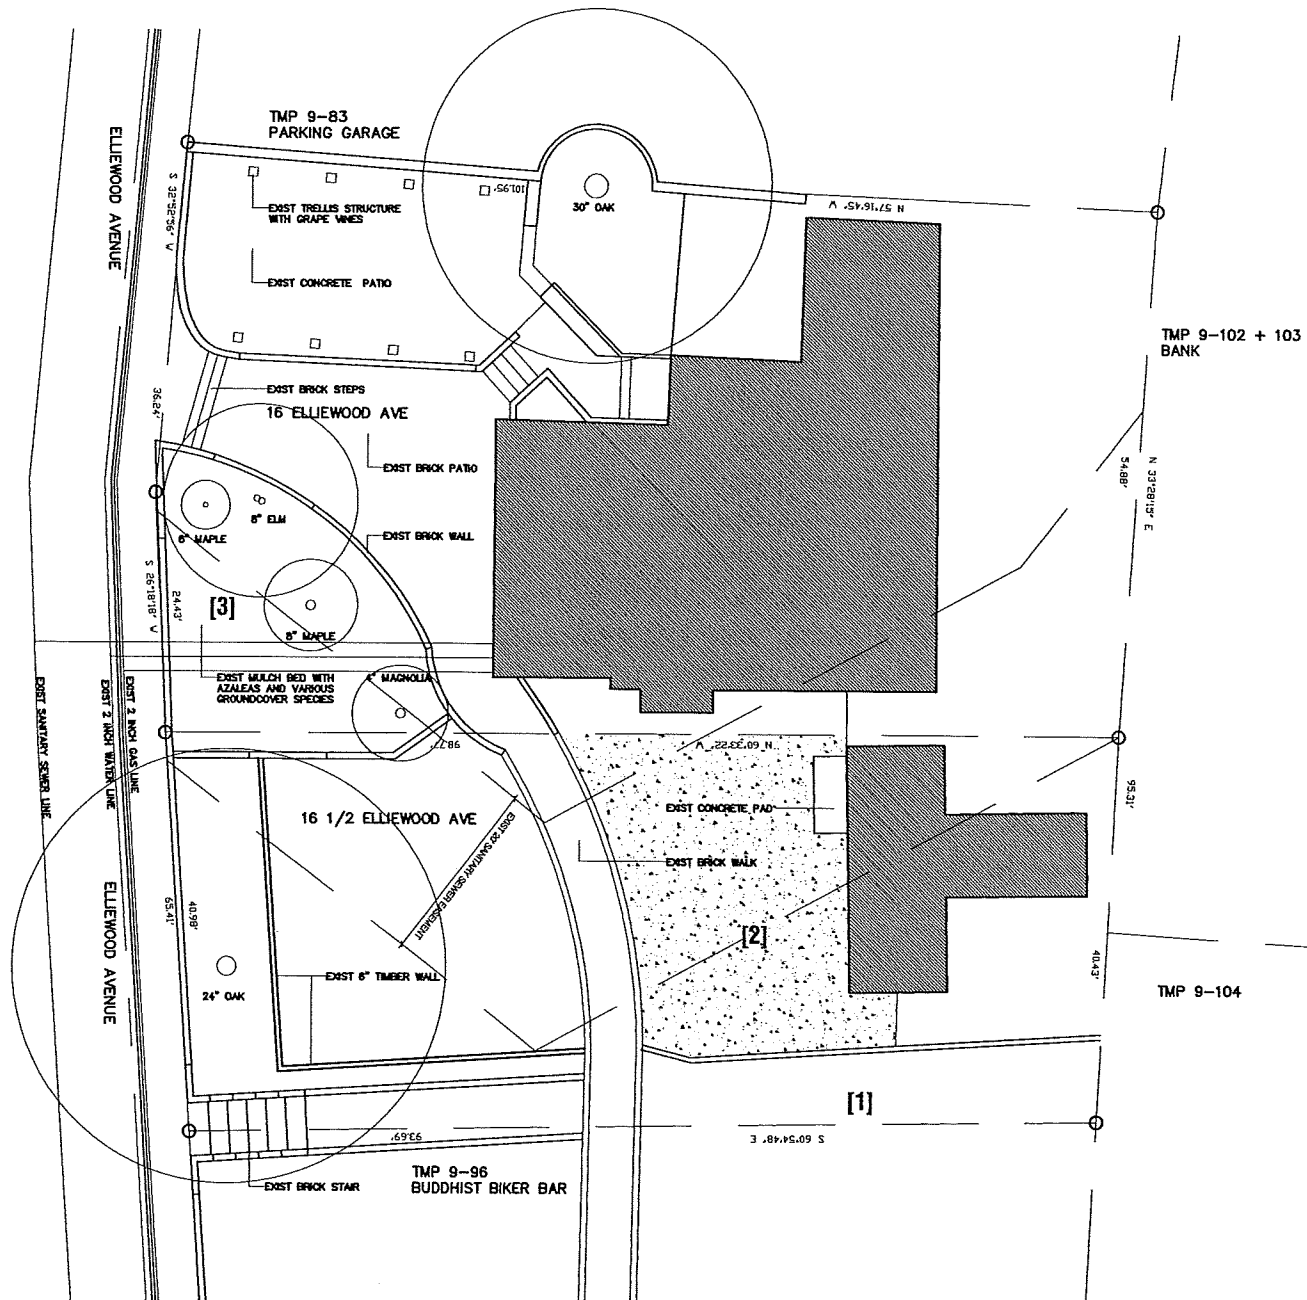 TMP 9-83
PARKING GARAGE
ELLIEWOOD AVENUE
S 32°52'56" W
101.95'
30" OAK
N 57°16'45" W
EXIST TRELLIS STRUCTURE
WITH GRAPE VINES
EXIST CONCRETE PATIO
TMP 9-102 + 103
BANK
EXIST BRICK STEPS
36.24'
16 ELLIEWOOD AVE
EXIST BRICK PATIO
54.88'
N 33°28'15" E
8" ELM
6" MAPLE
EXIST BRICK WALL
S 26°18'18" W
24.43'
[3]
8" MAPLE
EXIST MULCH BED WITH
AZALEAS AND VARIOUS
GROUNDCOVER SPECIES
4" MAGNOLIA
EXIST SANITARY SEWER LINE
EXIST 2 INCH WATER LINE
EXIST 2 INCH GAS LINE
98.77'
N 60°33'22" W
95.31'
16 1/2 ELLIEWOOD AVE
EXIST CONCRETE PAD
EXIST 20' SANITARY SEWER EASEMENT
EXIST BRICK WALK
ELLIEWOOD AVENUE
65.41'
40.98'
[2]
40.43'
24" OAK
EXIST 6" TIMBER WALL
TMP 9-104
[1]
93.69'
S 60°54'48" E
TMP 9-96
BUDDHIST BIKER BAR
EXIST BRICK STAIR